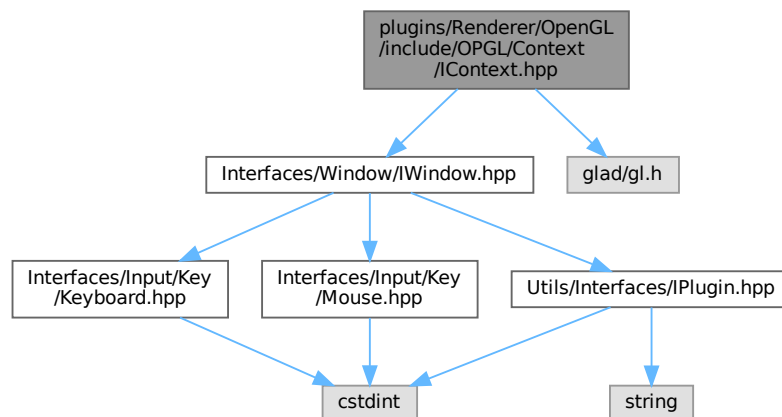 plugins/Renderer/OpenGL
/include/OPGL/Context
/IContext.hpp
Interfaces/Window/IWindow.hpp
glad/gl.h
Interfaces/Input/Key
/Keyboard.hpp
Interfaces/Input/Key
/Mouse.hpp
Utils/Interfaces/IPlugin.hpp
cstdint
string